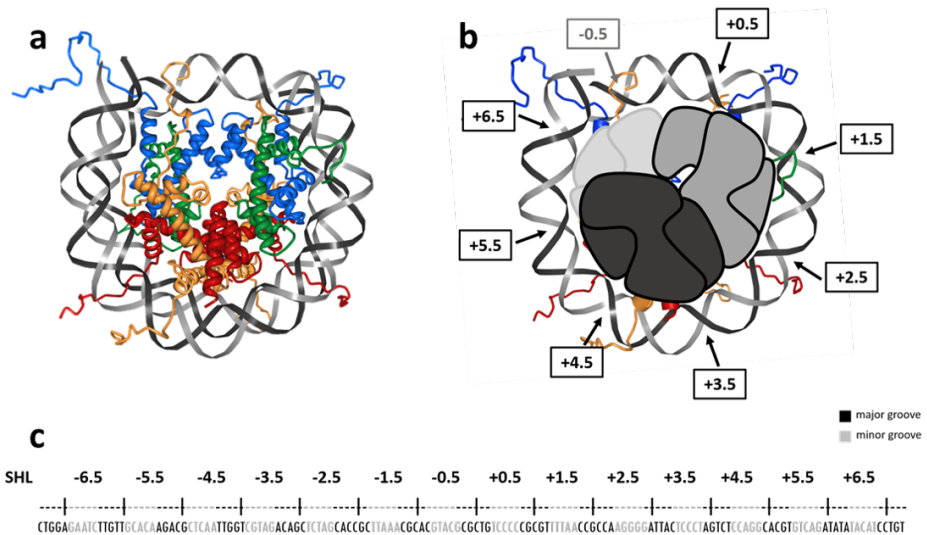 a
b
-0.5
+0.5
+6.5
+1.5
+5.5
+2.5
+4.5
+3.5
major groove
minor groove
c
SHL -6.5 -5.5 -4.5 -3.5 -2.5 -1.5 -0.5 +0.5 +1.5 +2.5 +3.5 +4.5 +5.5 +6.5
CTGGAGAATCTTGTTGCACAAGACGCTCAATTGGTCGTAGACAGCTCTAGCACCGCTTAAACGCACGTACGCGCTGTCCCCCGCGTTTTAACCGCCAAGGGGATTACTCCCTAGTCTCCAGGCACGTGTCAGATATATACATCCTGT